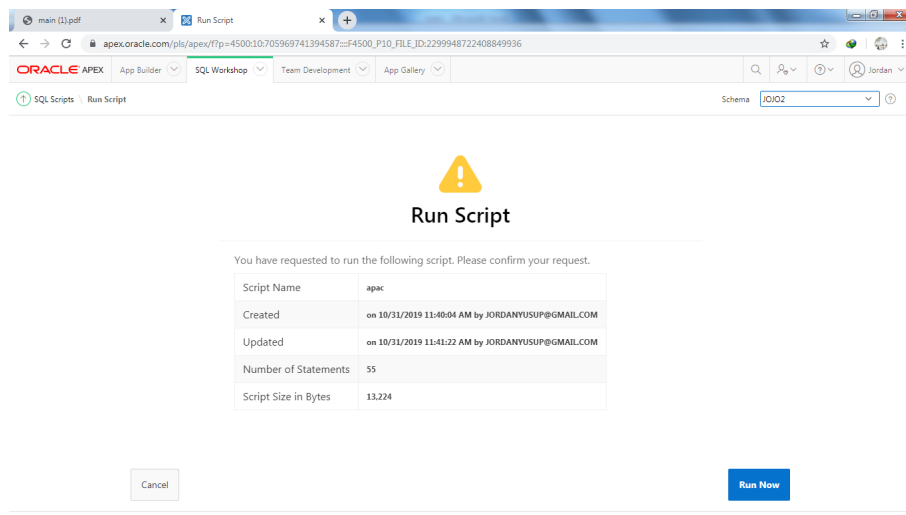 main (1).pdf
Run Script
apex.oracle.com/pls/apex/f?p=4500:10:705969741394587::::F4500_P10_FILE_ID:2299948722408849936
ORACLE APEX App Builder SQL Workshop Team Development App Gallery Jordan
SQL Scripts \ Run Script Schema JOJO2
Run Script
You have requested to run the following script. Please confirm your request.
Script Name apac
Created on 10/31/2019 11:40:04 AM by JORDANYUSUP@GMAIL.COM
Updated on 10/31/2019 11:41:22 AM by JORDANYUSUP@GMAIL.COM
Number of Statements 55
Script Size in Bytes 13,224
Cancel Run Now